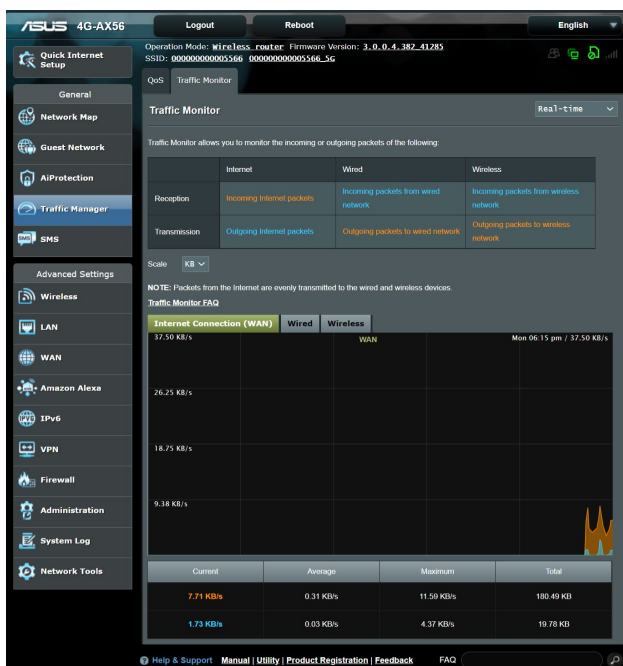 ASUS 4G-AX56 Logout Reboot English
Quick Internet Setup
Operation Mode: Wireless router Firmware Version: 3.0.0.4.382_41285
SSID: 000000000005566 000000000005566_5G
General
Network Map
Guest Network
AiProtection
Traffic Manager
SMS
Advanced Settings
Wireless
LAN
WAN
Amazon Alexa
IPv6
VPN
Firewall
Administration
System Log
Network Tools
QoS Traffic Monitor
Traffic Monitor Real-time
Traffic Monitor allows you to monitor the incoming or outgoing packets of the following:
Internet Wired Wireless
Reception Incoming Internet packets Incoming packets from wired network Incoming packets from wireless network
Transmission Outgoing Internet packets Outgoing packets to wired network Outgoing packets to wireless network
Scale KB
NOTE: Packets from the Internet are evenly transmitted to the wired and wireless devices.
Traffic Monitor FAQ
Internet Connection (WAN) Wired Wireless
37.50 KB/s WAN Mon 06:15 pm / 37.50 KB/s
26.25 KB/s
18.75 KB/s
9.38 KB/s
Current Average Maximum Total
7.71 KB/s 0.31 KB/s 11.59 KB/s 180.49 KB
1.73 KB/s 0.03 KB/s 4.37 KB/s 19.78 KB
Help & Support Manual | Utility | Product Registration | Feedback FAQ